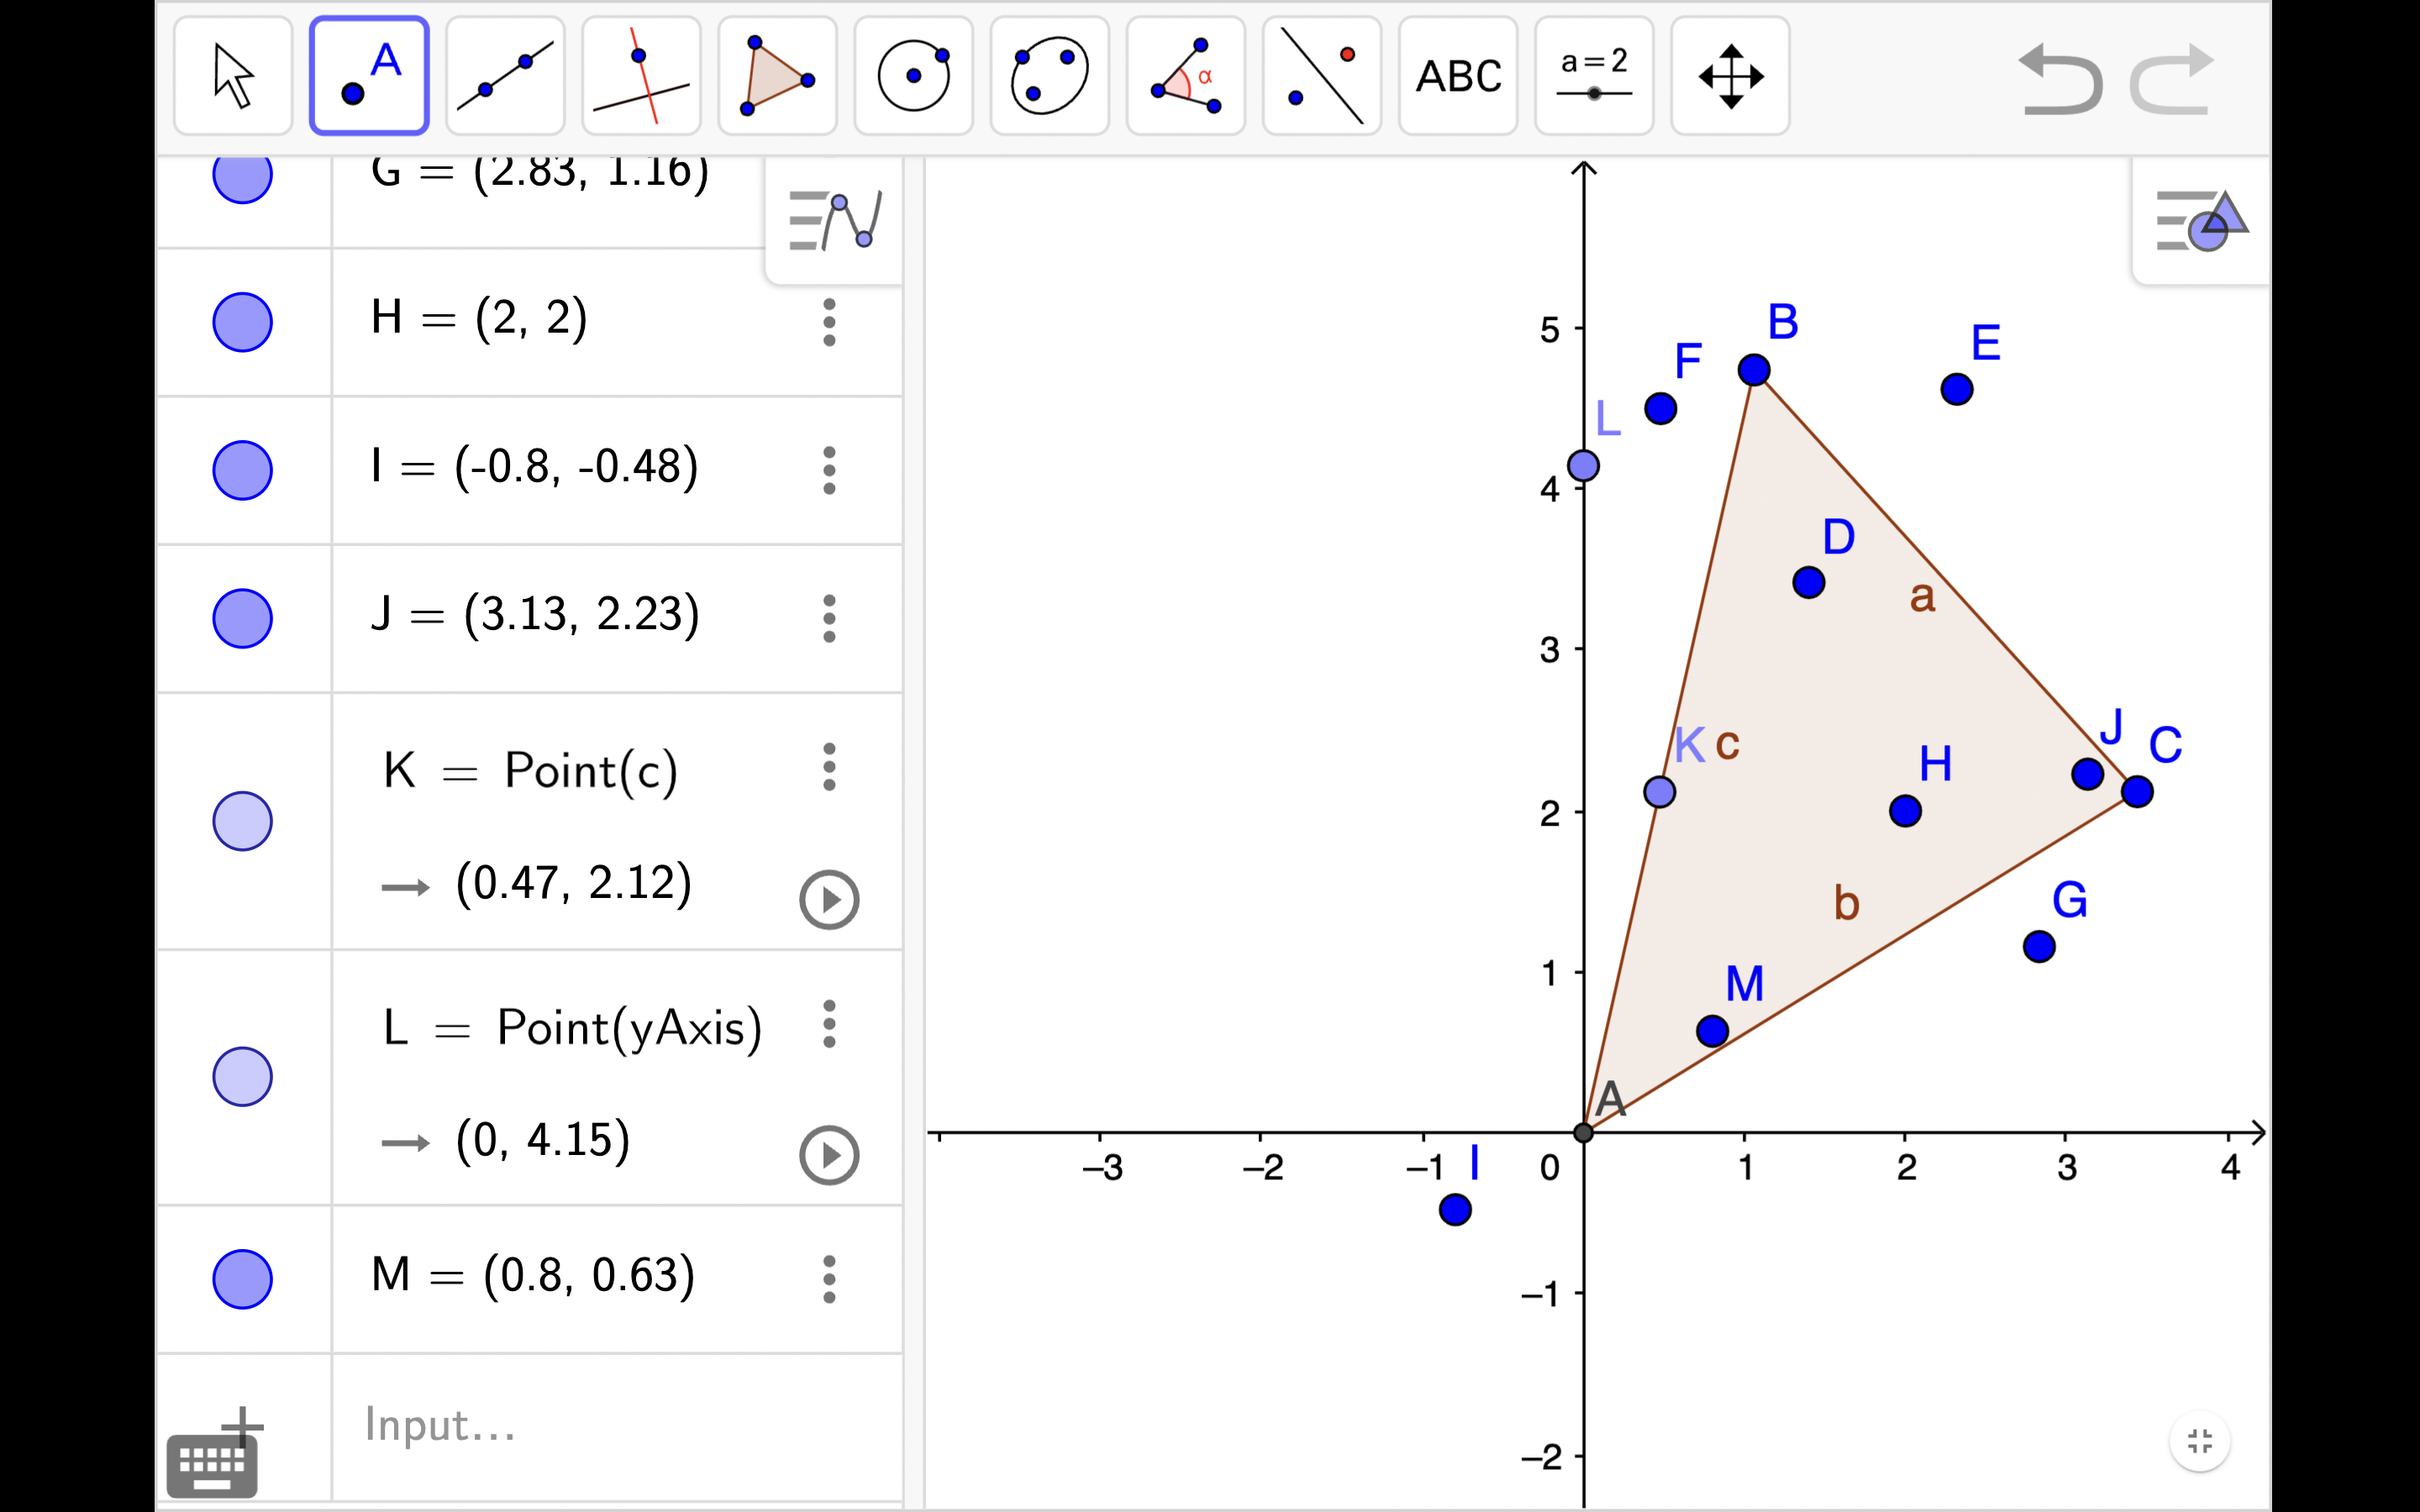 A
α
ABC
a = 2
G = (2.83, 1.16)
H = (2, 2)
I = (-0.8, -0.48)
J = (3.13, 2.23)
K = Point(c)
→ (0.47, 2.12)
L = Point(yAxis)
→ (0, 4.15)
M = (0.8, 0.63)
+ Input...
B
5
E
F
L
4
D
a
3
J
C
K c
H
2
b
G
1
M
A
–3
–2
–1
I
0
1
2
3
4
–1
–2